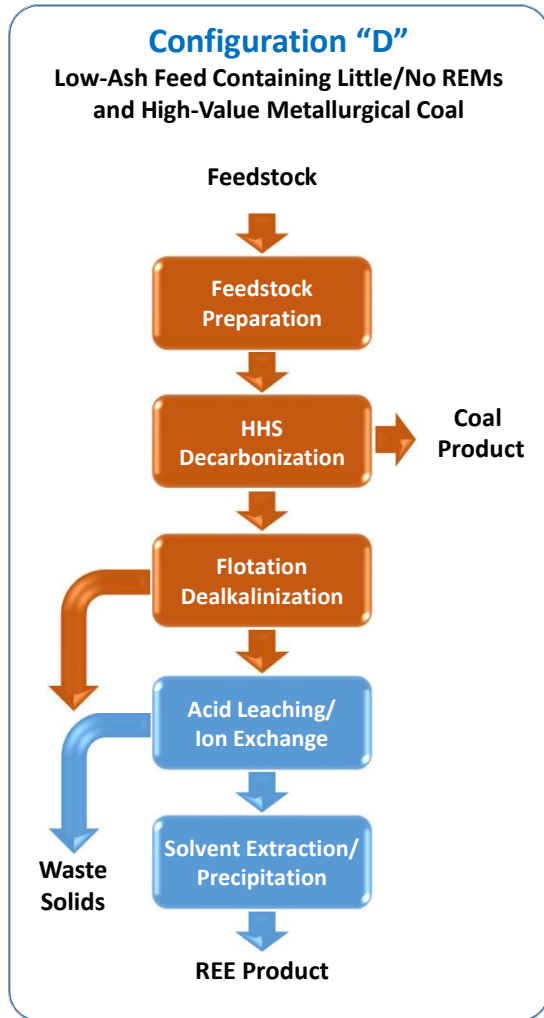 Configuration “D”
Low-Ash Feed Containing Little/No REMs
and High-Value Metallurgical Coal
Feedstock
Feedstock
Preparation
HHS
Decarbonization
Coal
Product
Flotation
Dealkalinization
Acid Leaching/
Ion Exchange
Solvent Extraction/
Precipitation
Waste
Solids
REE Product